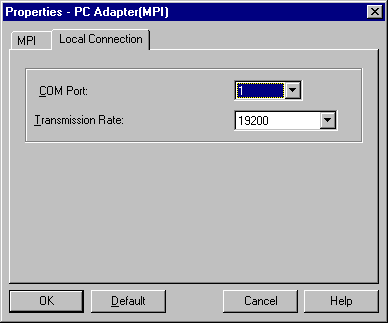 Properties - PC Adapter(MPI)
MPI Local Connection
COM Port: 1
Transmission Rate: 19200
OK Default Cancel Help